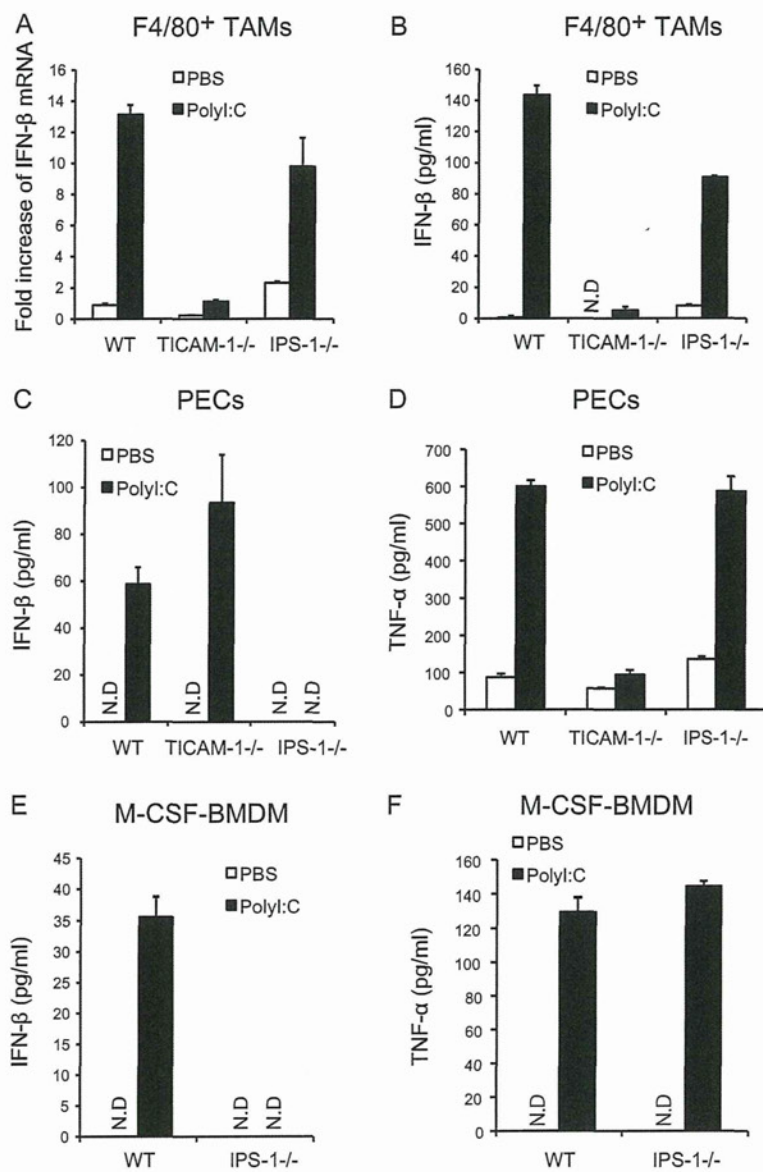 A
F4/80+ TAMs
Fold increase of IFN-β mRNA
16
14
12
10
8
6
4
2
0
PBS
PolyI:C
WT
TICAM-1-/-
IPS-1-/-
B
F4/80+ TAMs
IFN-β (pg/ml)
160
140
120
100
80
60
40
20
0
PBS
PolyI:C
N.D
WT
TICAM-1-/-
IPS-1-/-
C
PECs
IFN-β (pg/ml)
120
100
80
60
40
20
0
PBS
PolyI:C
N.D
N.D
N.D
N.D
WT
TICAM-1-/-
IPS-1-/-
D
PECs
TNF-α (pg/ml)
700
600
500
400
300
200
100
0
PBS
PolyI:C
WT
TICAM-1-/-
IPS-1-/-
E
M-CSF-BMDM
IFN-β (pg/ml)
45
40
35
30
25
20
15
10
5
0
PBS
PolyI:C
N.D
N.D
N.D
WT
IPS-1-/-
F
M-CSF-BMDM
TNF-α (pg/ml)
160
140
120
100
80
60
40
20
0
PBS
PolyI:C
N.D
N.D
WT
IPS-1-/-